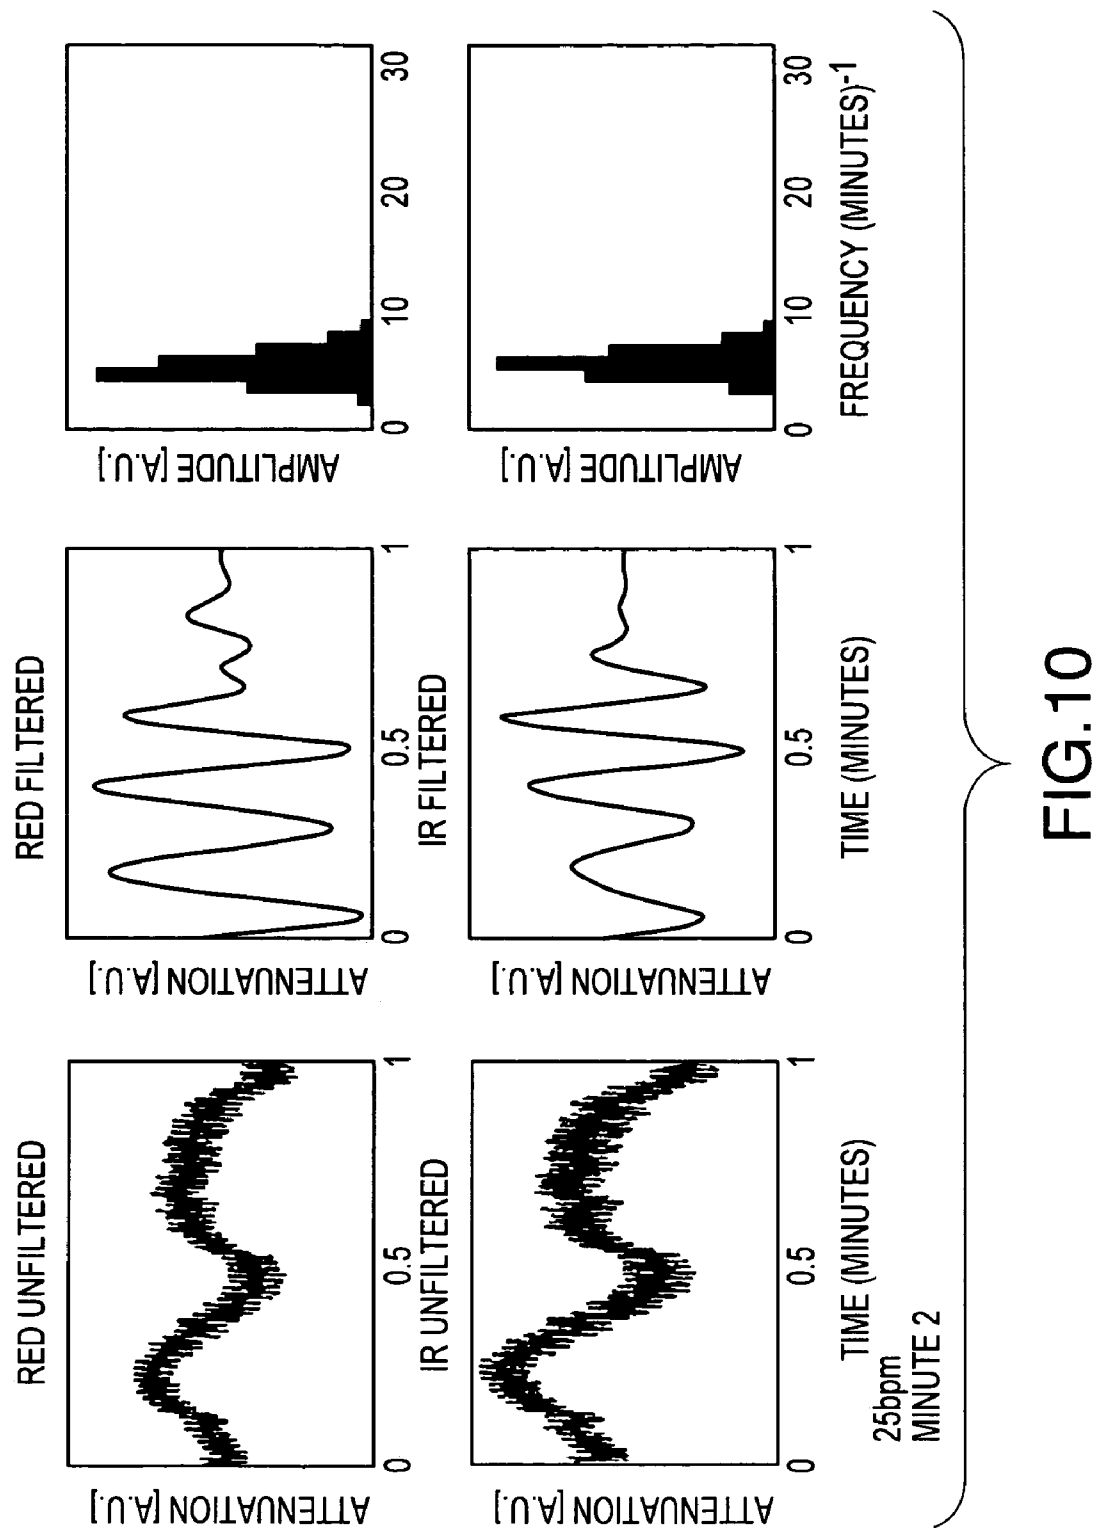 RED UNFILTERED
ATTENUATION [A.U.]
0
0.5
1
RED FILTERED
ATTENUATION [A.U.]
0
0.5
1
AMPLITUDE [A.U.]
0
10
20
30
IR UNFILTERED
ATTENUATION [A.U.]
0
0.5
1
TIME (MINUTES)
IR FILTERED
ATTENUATION [A.U.]
0
0.5
1
TIME (MINUTES)
AMPLITUDE [A.U.]
0
10
20
30
FREQUENCY (MINUTES)-1
25bpm
MINUTE 2
FIG.10